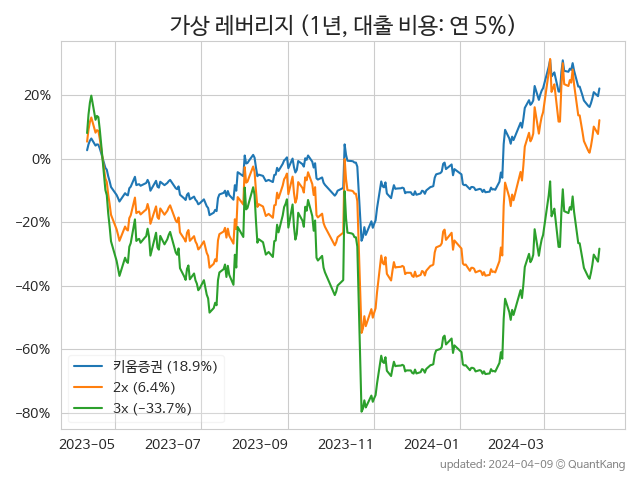 가상 레버리지 (1년, 대출 비용: 연 5%)
20%
0%
−20%
−40%
−60%
−80%
키움증권 (18.9%)
2x (6.4%)
3x (−33.7%)
2023-05 2023-07 2023-09 2023-11 2024-01 2024-03
updated: 2024-04-09 © QuantKang